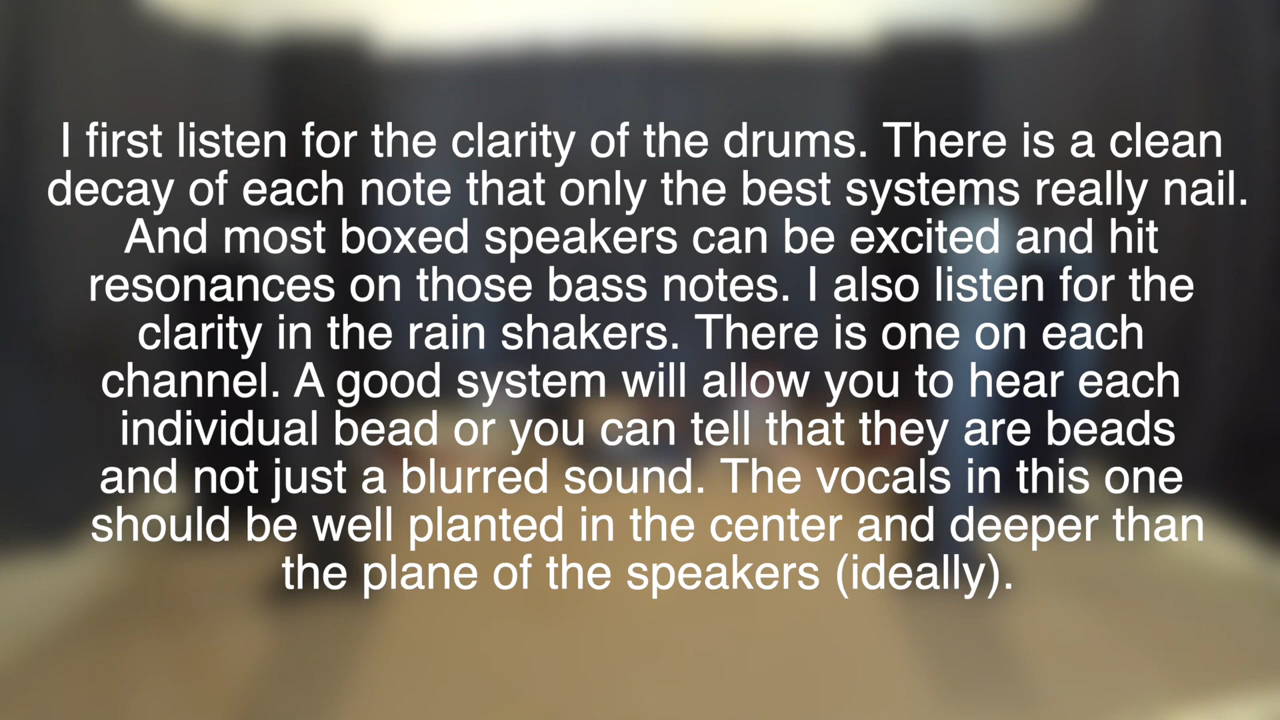 I first listen for the clarity of the drums. There is a clean
decay of each note that only the best systems really nail.
And most boxed speakers can be excited and hit
resonances on those bass notes. I also listen for the
clarity in the rain shakers. There is one on each
channel. A good system will allow you to hear each
individual bead or you can tell that they are beads
and not just a blurred sound. The vocals in this one
should be well planted in the center and deeper than
the plane of the speakers (ideally).